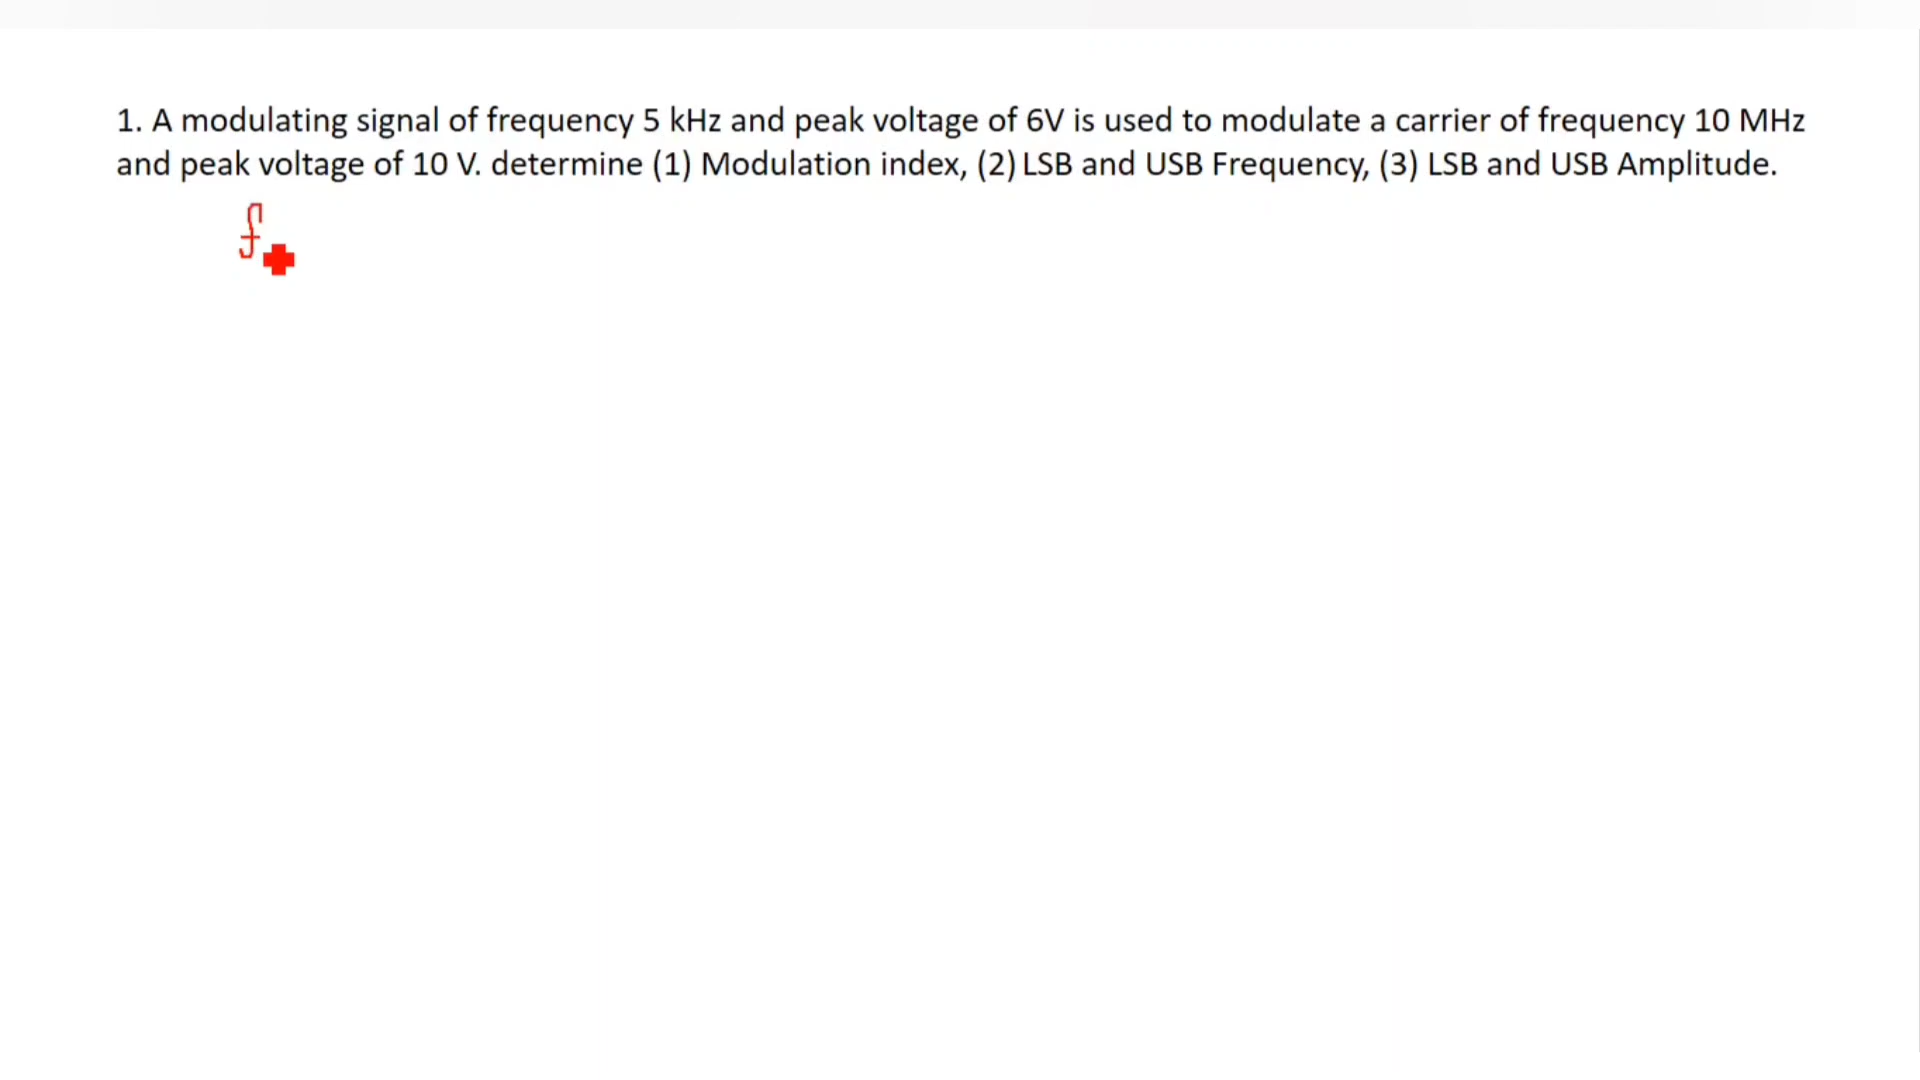 1. A modulating signal of frequency 5 kHz and peak voltage of 6V is used to modulate a carrier of frequency 10 MHz
and peak voltage of 10 V. determine (1) Modulation index, (2) LSB and USB Frequency, (3) LSB and USB Amplitude.
f